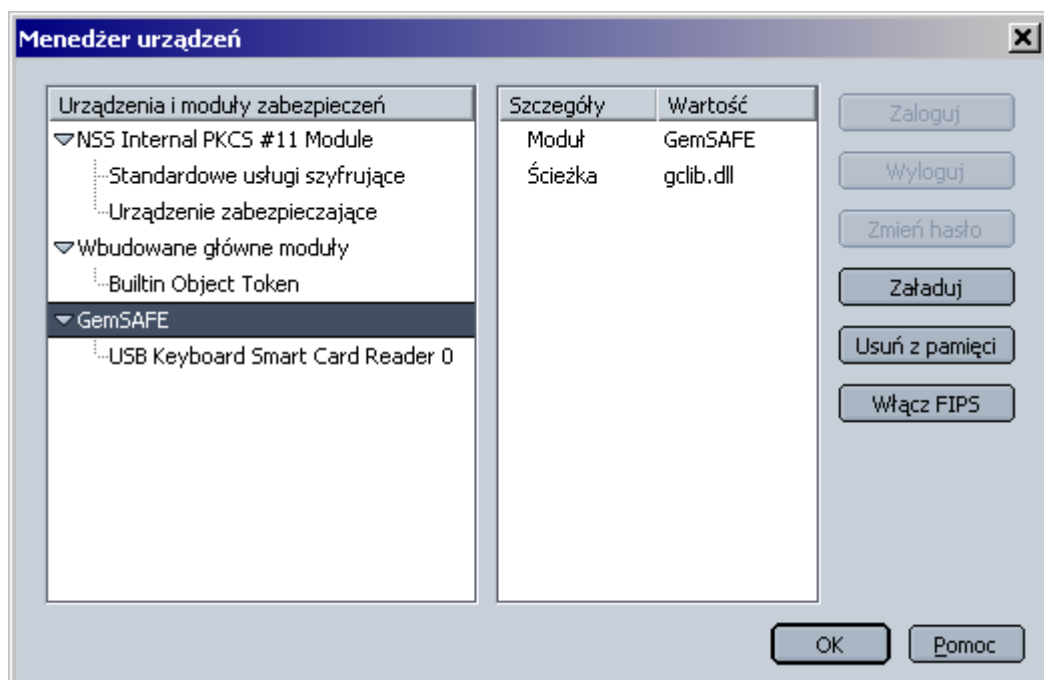 Menedżer urządzeń
Urządzenia i moduły zabezpieczeń
NSS Internal PKCS #11 Module
Standardowe usługi szyfrujące
Urządzenie zabezpieczające
Wbudowane główne moduły
Builtin Object Token
GemSAFE
USB Keyboard Smart Card Reader 0
Szczegóły Wartość
Moduł GemSAFE
Ścieżka gclib.dll
Zaloguj
Wyloguj
Zmień hasło
Załaduj
Usuń z pamięci
Włącz FIPS
OK
Pomoc